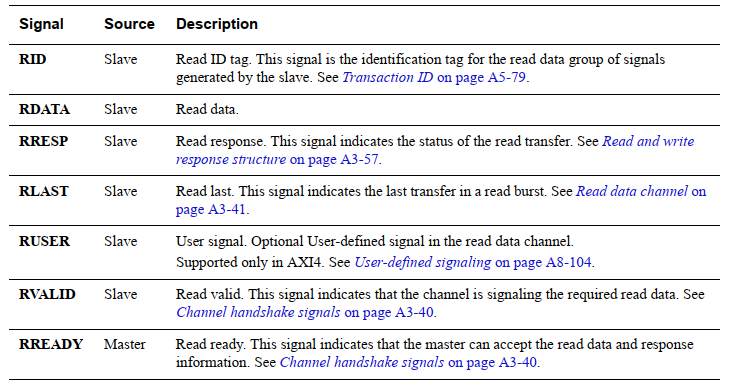 Signal Source Description
RID Slave Read ID tag. This signal is the identification tag for the read data group of signals
generated by the slave. See Transaction ID on page A5-79.
RDATA Slave Read data.
RRESP Slave Read response. This signal indicates the status of the read transfer. See Read and write
response structure on page A3-57.
RLAST Slave Read last. This signal indicates the last transfer in a read burst. See Read data channel on
page A3-41.
RUSER Slave User signal. Optional User-defined signal in the read data channel.
Supported only in AXI4. See User-defined signaling on page A8-104.
RVALID Slave Read valid. This signal indicates that the channel is signaling the required read data. See
Channel handshake signals on page A3-40.
RREADY Master Read ready. This signal indicates that the master can accept the read data and response
information. See Channel handshake signals on page A3-40.